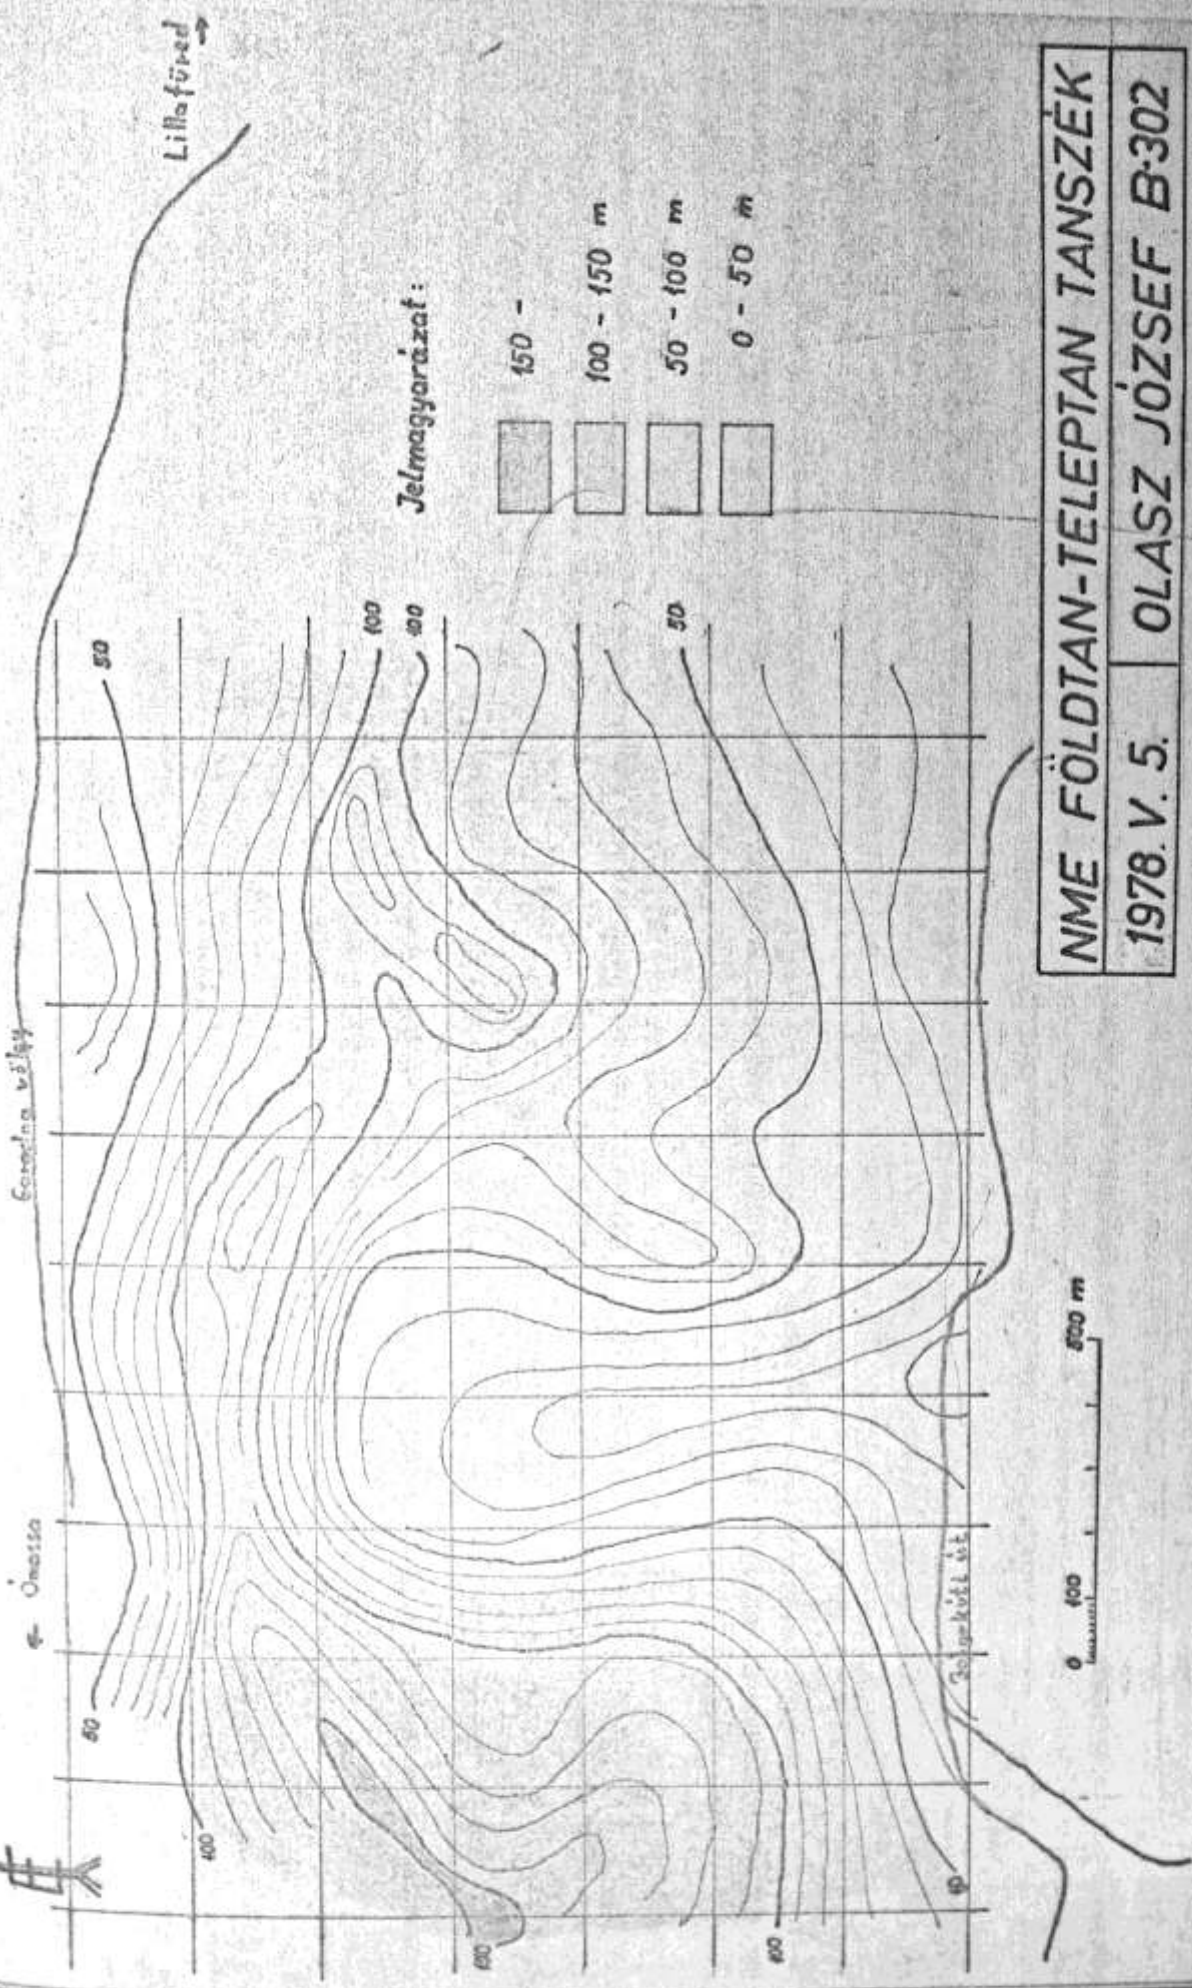 Lillafüred →
Garadna völgy
← Ómassa
É
50
100
100
50
50
100
150
100
Jelmagyarázat:
150 -
100 - 150 m
50 - 100 m
0 - 50 m
0 100 500 m
NME FÖLDTAN-TELEPTAN TANSZÉK
1978. V. 5. OLASZ JÓZSEF B-302